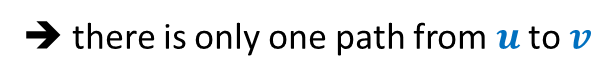 ➔ there is only one path from u to v